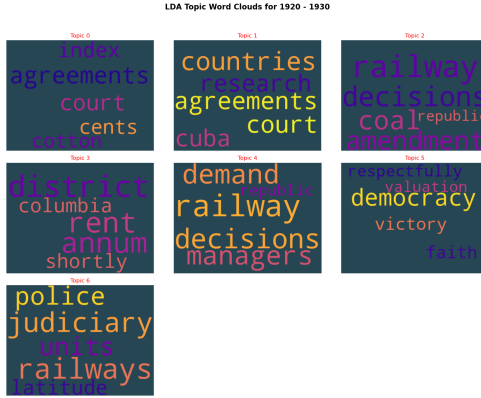 LDA Topic Word Clouds for 1920 - 1930
Topic 0
index
agreements
court
cents
cotton
Topic 1
countries
research
agreements
court
cuba
Topic 2
railway
decisions
coal republic
amendment
Topic 3
district
columbia
rent
annum
shortly
Topic 4
demand
republic
railway
decisions
managers
Topic 5
respectfully
valuation
democracy
victory
faith
Topic 6
police
judiciary
units
railways
latitude